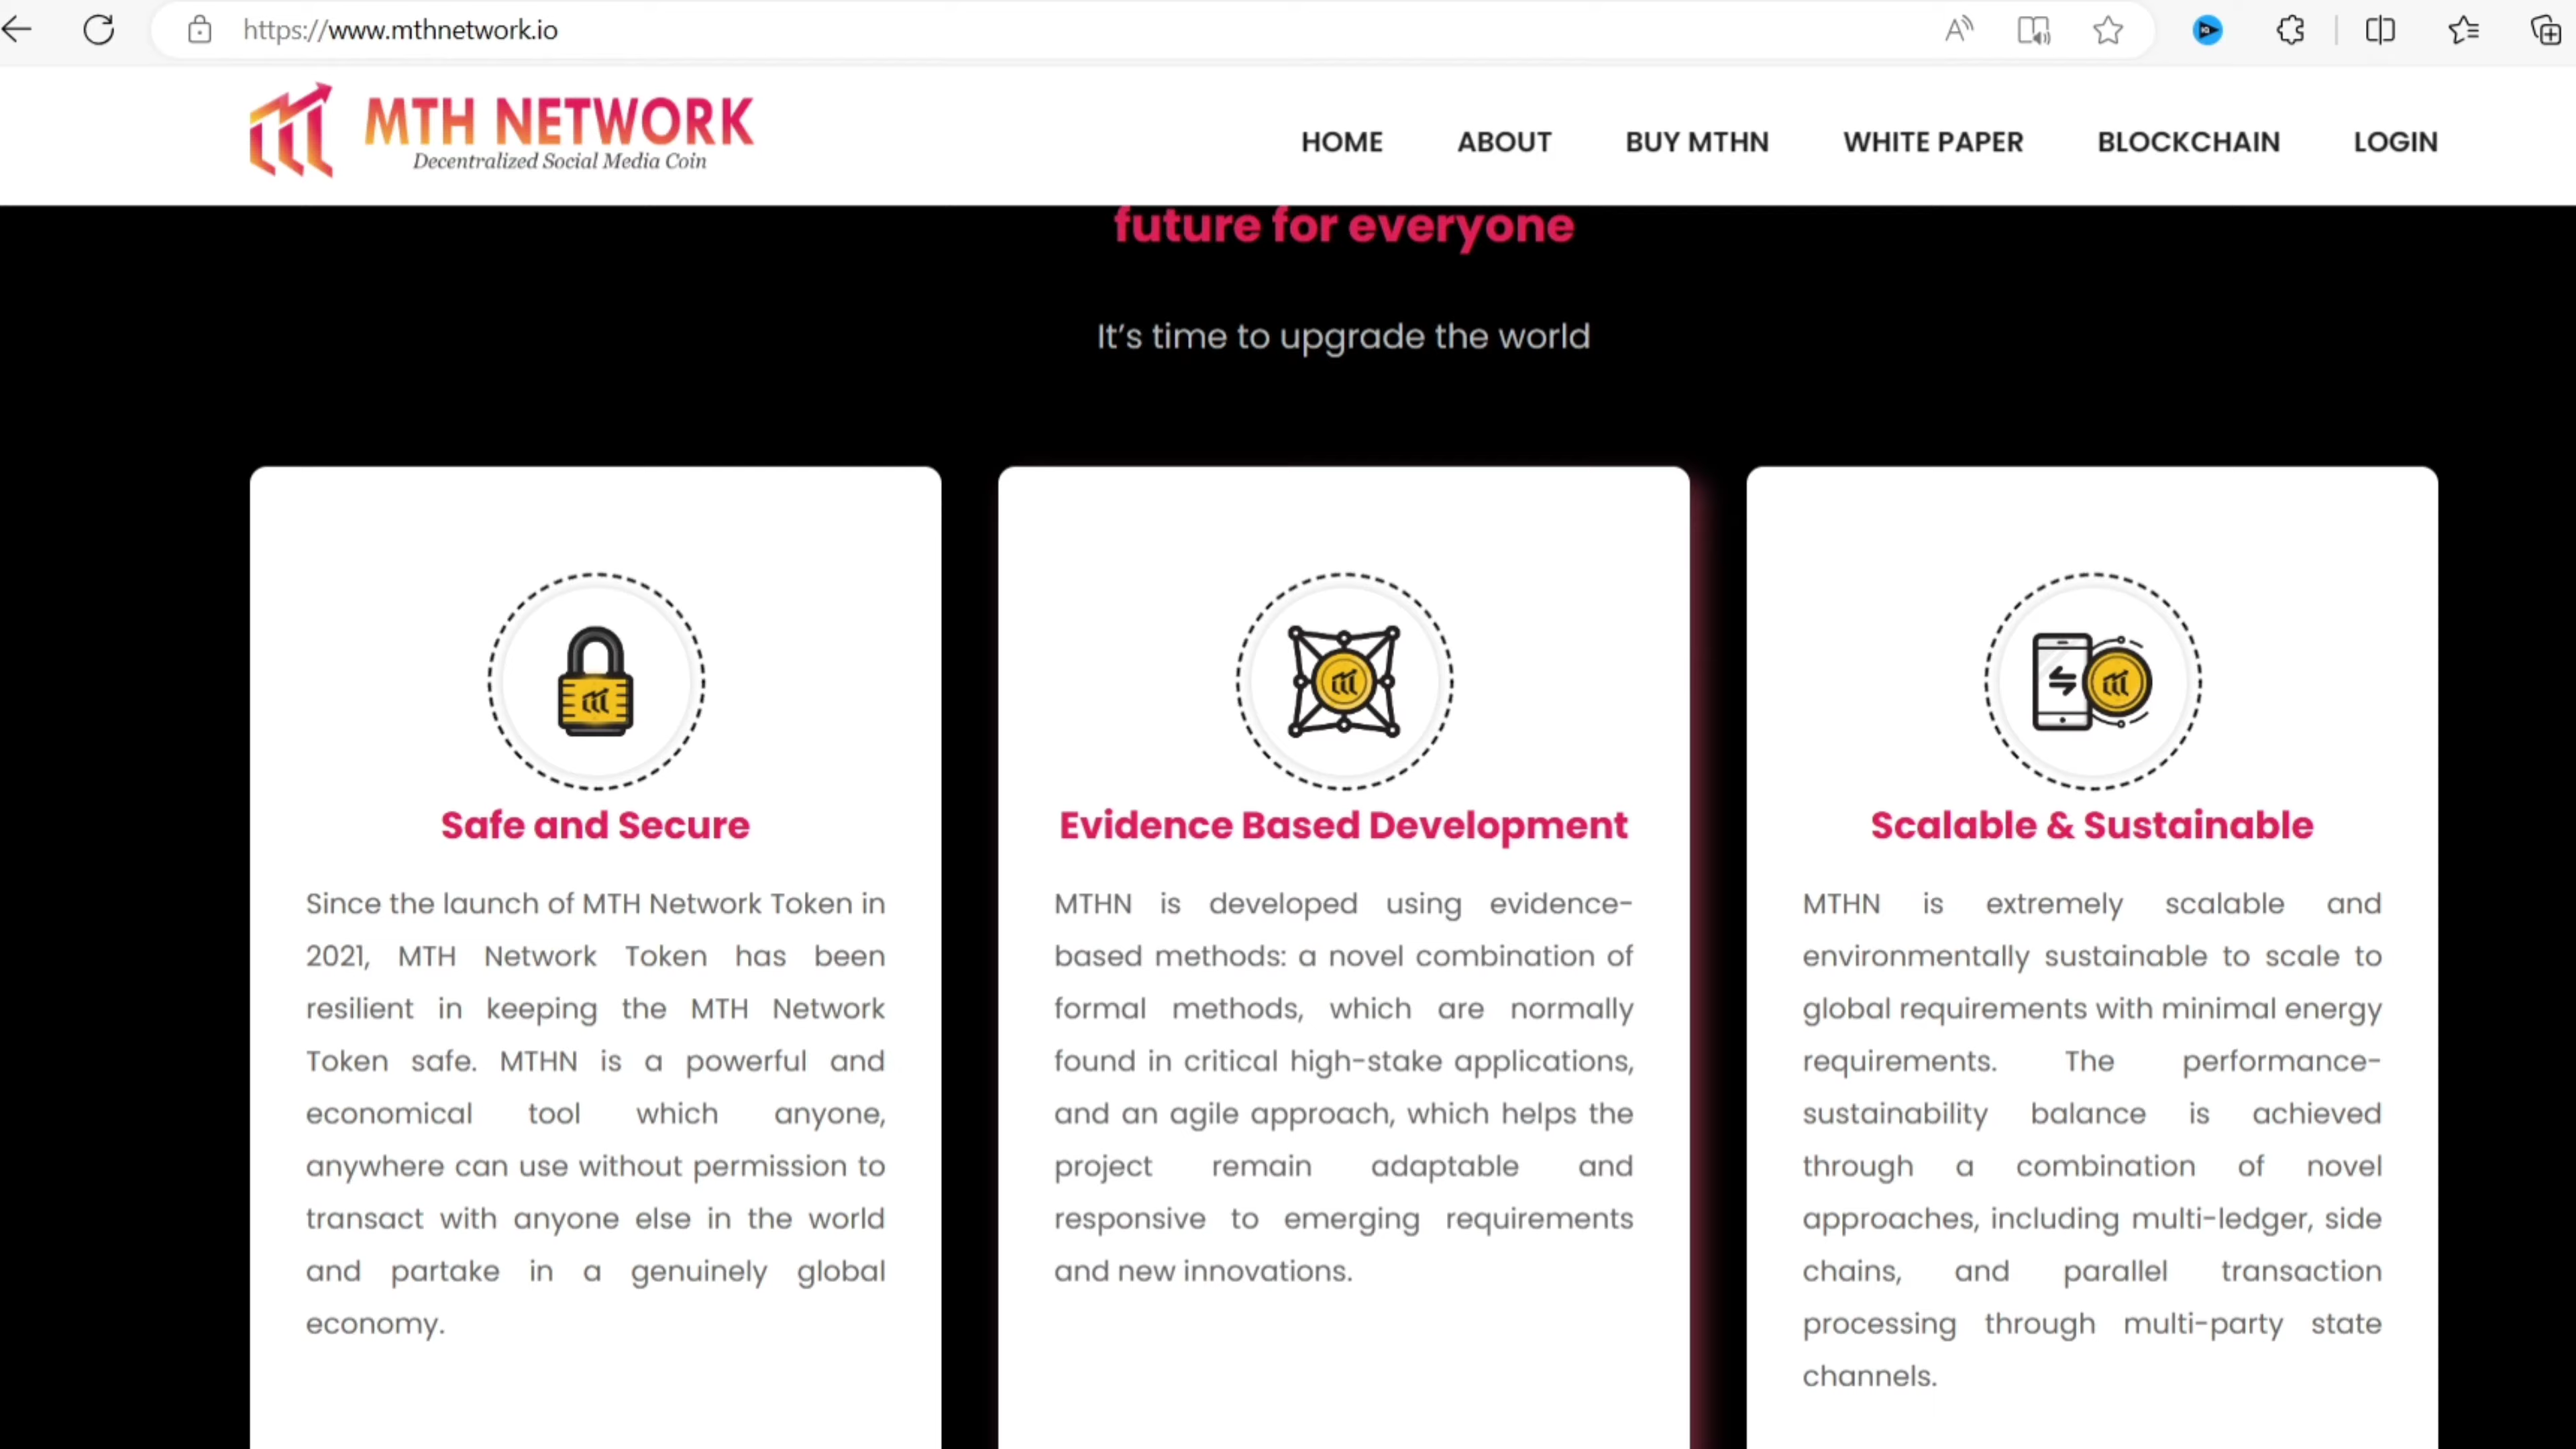 https://www.mthnetwork.io
MTH NETWORK
Decentralized Social Media Coin
HOME ABOUT BUY MTHN WHITE PAPER BLOCKCHAIN LOGIN
future for everyone
It's time to upgrade the world
Safe and Secure
Since the launch of MTH Network Token in
2021, MTH Network Token has been
resilient in keeping the MTH Network
Token safe. MTHN is a powerful and
economical tool which anyone,
anywhere can use without permission to
transact with anyone else in the world
and partake in a genuinely global
economy.
Evidence Based Development
MTHN is developed using evidence-
based methods: a novel combination of
formal methods, which are normally
found in critical high-stake applications,
and an agile approach, which helps the
project remain adaptable and
responsive to emerging requirements
and new innovations.
Scalable & Sustainable
MTHN is extremely scalable and
environmentally sustainable to scale to
global requirements with minimal energy
requirements. The performance-
sustainability balance is achieved
through a combination of novel
approaches, including multi-ledger, side
chains, and parallel transaction
processing through multi-party state
channels.